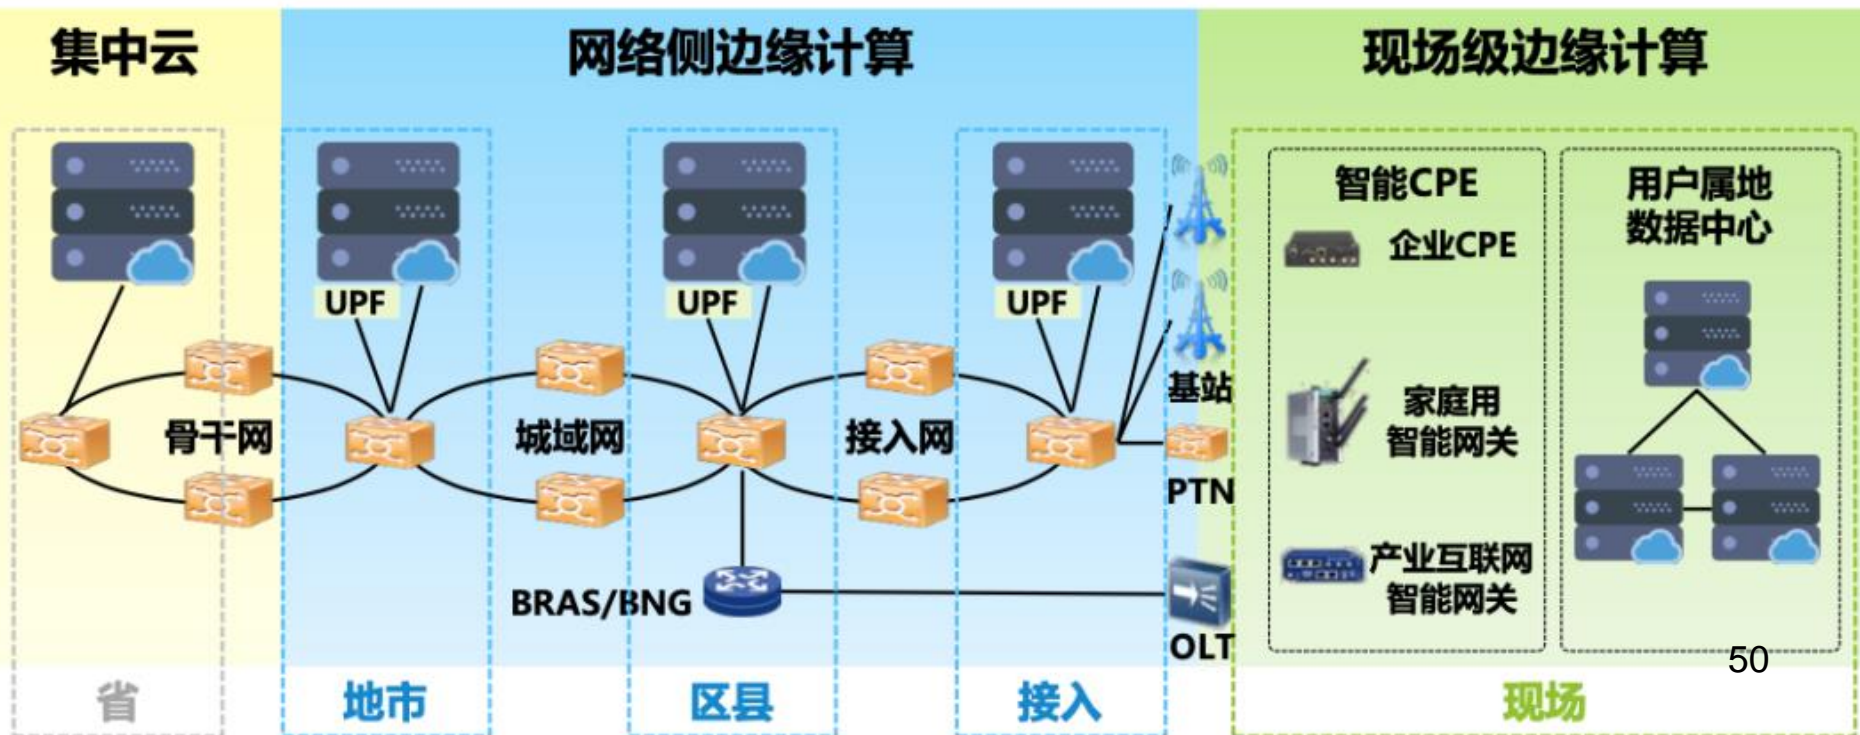 集中云
网络侧边缘计算
现场级边缘计算
智能CPE
企业CPE
家庭用
智能网关
产业互联网
智能网关
用户属地
数据中心
UPF
UPF
UPF
骨干网
城域网
接入网
基站
PTN
BRAS/BNG
OLT
50
省
地市
区县
接入
现场